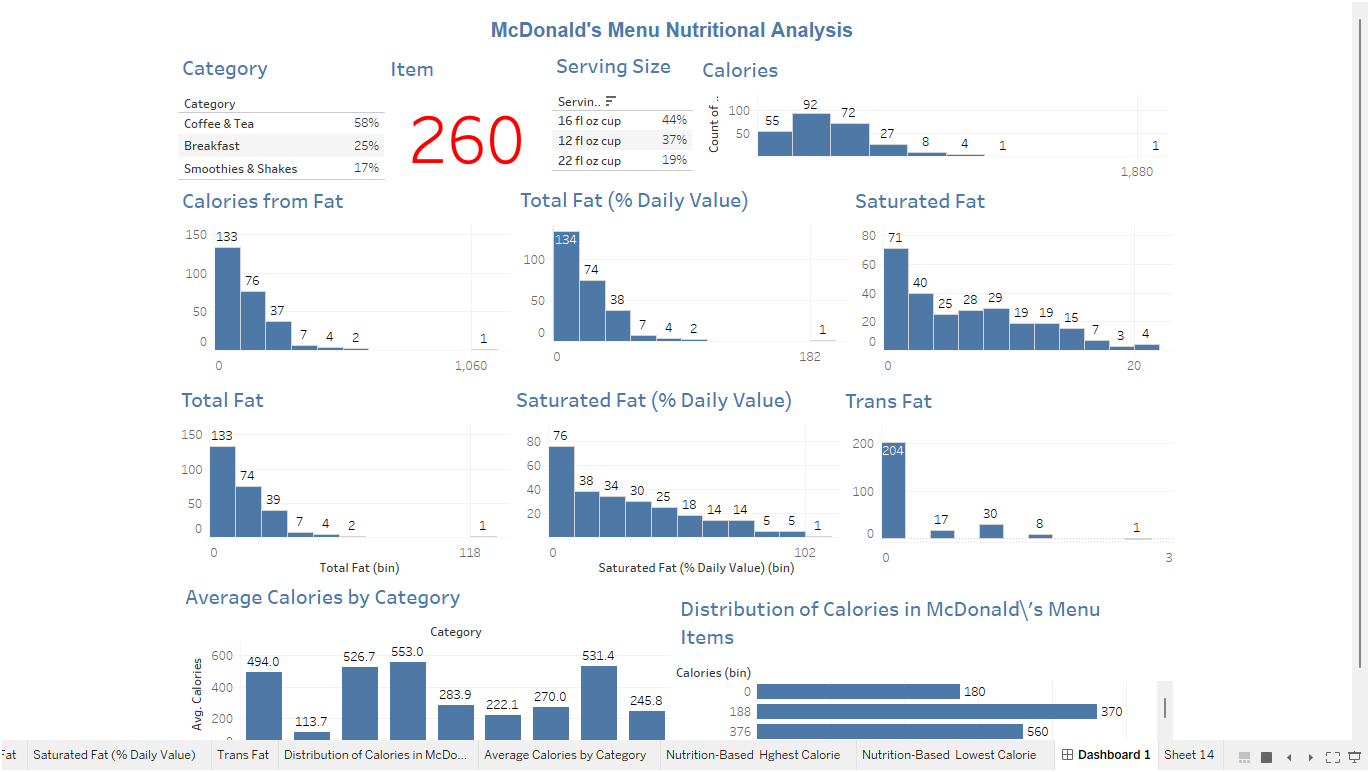 McDonald's Menu Nutritional Analysis
Category
Item
Serving Size
Calories
Category
Coffee & Tea 58%
Breakfast 25%
Smoothies & Shakes 17%
260
Servin..
16 fl oz cup 44%
12 fl oz cup 37%
22 fl oz cup 19%
Count of ..
100
50
55 92 72 27 8 4 1 1
1,880
Calories from Fat
150
100
50
0
133 76 37 7 4 2 1
0 1,060
Total Fat (% Daily Value)
100
50
0
134 74 38 7 4 2 1
0 182
Saturated Fat
80
60
40
20
0
71 40 25 28 29 19 19 15 7 3 4
0 20
Total Fat
150
100
50
0
133 74 39 7 4 2 1
0 118
Total Fat (bin)
Saturated Fat (% Daily Value)
80
60
40
20
76 38 34 30 25 18 14 14 5 5 1
0 102
Saturated Fat (% Daily Value) (bin)
Trans Fat
200
100
0
204 17 30 8 1
0 3
Average Calories by Category
Category
Avg. Calories
600
400
200
494.0 113.7 526.7 553.0 283.9 222.1 270.0 531.4 245.8
Distribution of Calories in McDonald\'s Menu
Items
Calories (bin)
0 180
188 370
376 560
Fat Saturated Fat (% Daily Value) Trans Fat Distribution of Calories in McDo... Average Calories by Category Nutrition-Based Hghest Calorie Nutrition-Based Lowest Calorie Dashboard 1 Sheet 14